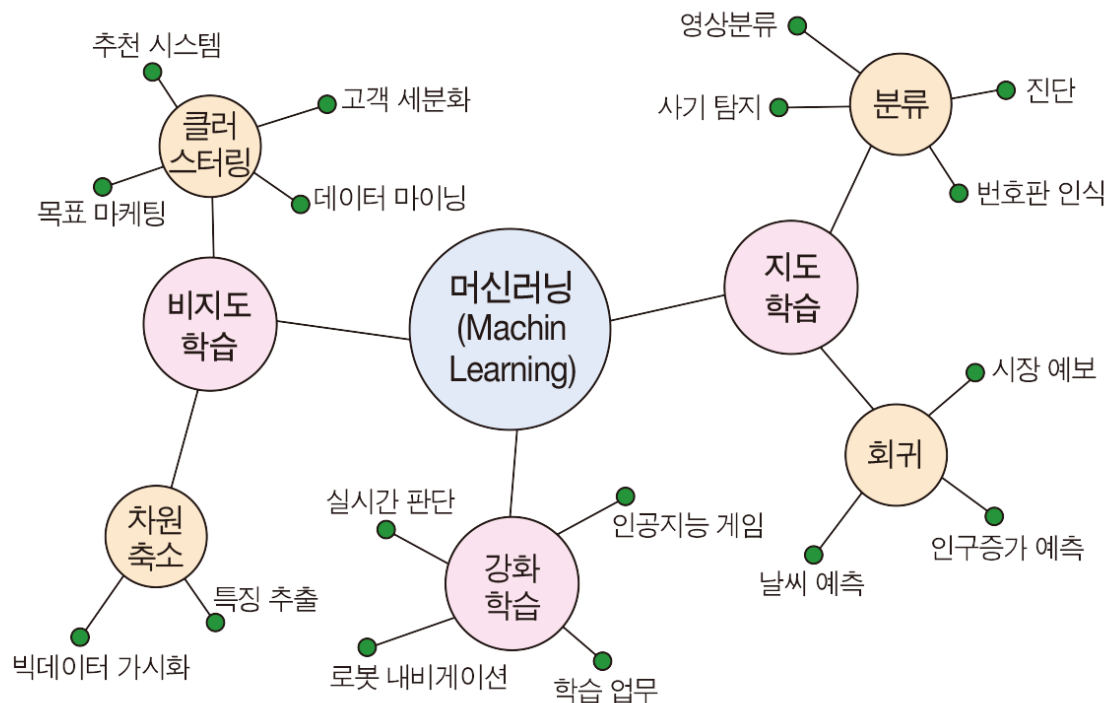 추천 시스템
고객 세분화
클러
스터링
목표 마케팅
데이터 마이닝
비지도
학습
차원
축소
특징 추출
빅데이터 가시화
머신러닝
(Machin
Learning)
실시간 판단
인공지능 게임
강화
학습
로봇 내비게이션
학습 업무
영상분류
사기 탐지
분류
진단
번호판 인식
지도
학습
시장 예보
회귀
인구증가 예측
날씨 예측